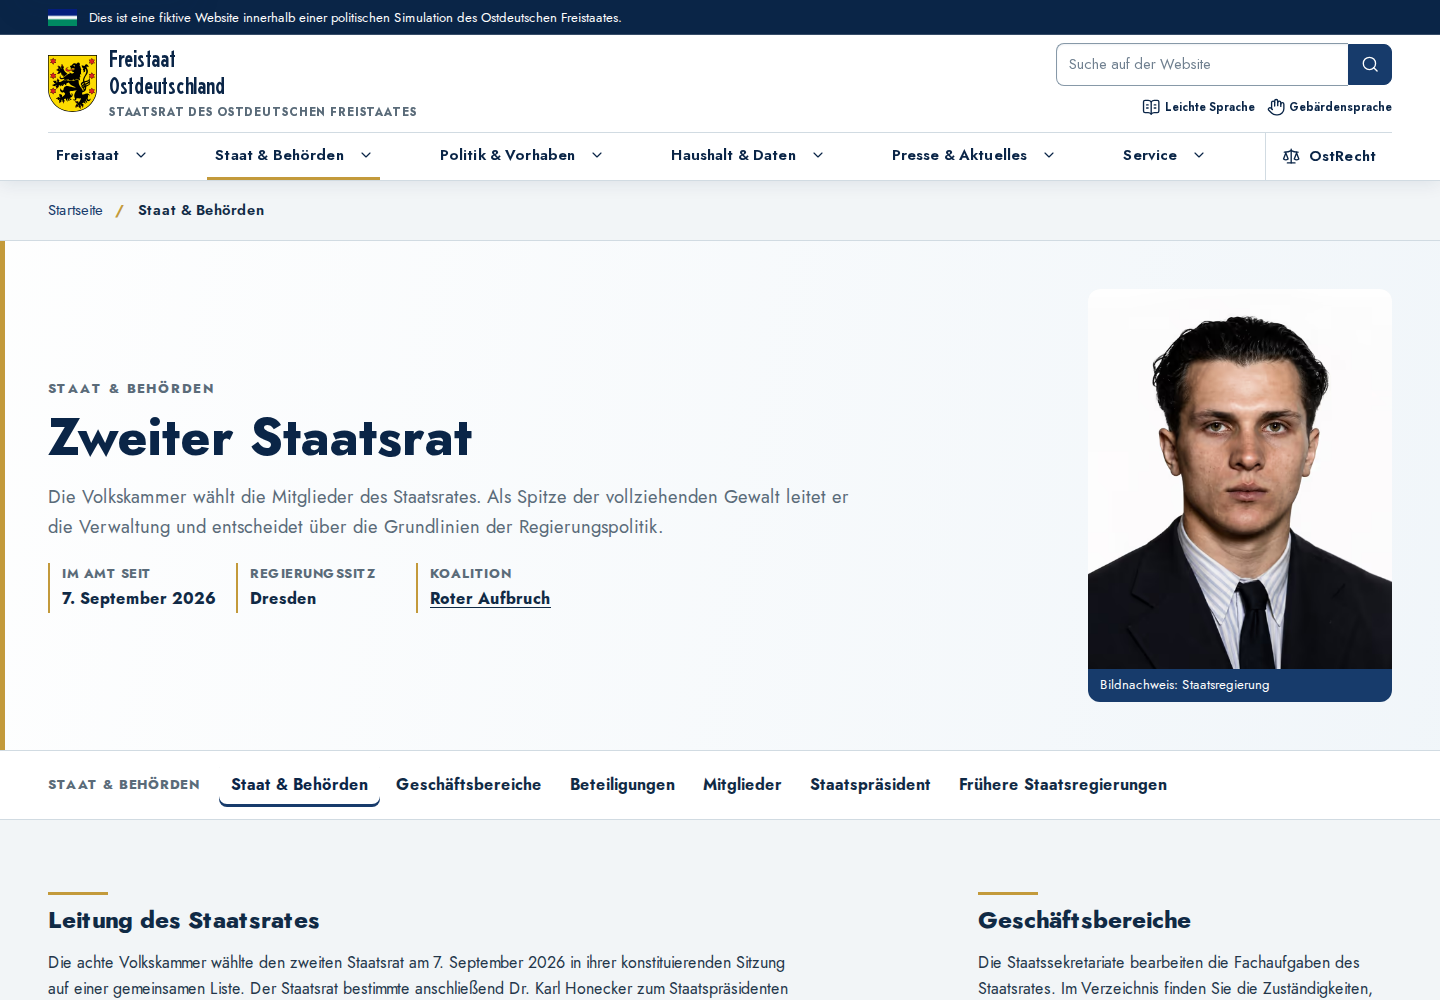 Dies ist eine fiktive Website innerhalb einer politischen Simulation des Ostdeutschen Freistaates.
Freistaat
Ostdeutschland
STAATSRAT DES OSTDEUTSCHEN FREISTAATES
Suche auf der Website
Leichte Sprache
Gebärdensprache
Freistaat
Staat & Behörden
Politik & Vorhaben
Haushalt & Daten
Presse & Aktuelles
Service
OstRecht
Startseite / Staat & Behörden
STAAT & BEHÖRDEN
Zweiter Staatsrat
Die Volkskammer wählt die Mitglieder des Staatsrates. Als Spitze der vollziehenden Gewalt leitet er
die Verwaltung und entscheidet über die Grundlinien der Regierungspolitik.
IM AMT SEIT
7. September 2026
REGIERUNGSSITZ
Dresden
KOALITION
Roter Aufbruch
Bildnachweis: Staatsregierung
STAAT & BEHÖRDEN
Staat & Behörden
Geschäftsbereiche
Beteiligungen
Mitglieder
Staatspräsident
Frühere Staatsregierungen
Leitung des Staatsrates
Die achte Volkskammer wählte den zweiten Staatsrat am 7. September 2026 in ihrer konstituierenden Sitzung
auf einer gemeinsamen Liste. Der Staatsrat bestimmte anschließend Dr. Karl Honecker zum Staatspräsidenten
Geschäftsbereiche
Die Staatssekretariate bearbeiten die Fachaufgaben des
Staatsrates. Im Verzeichnis finden Sie die Zuständigkeiten,